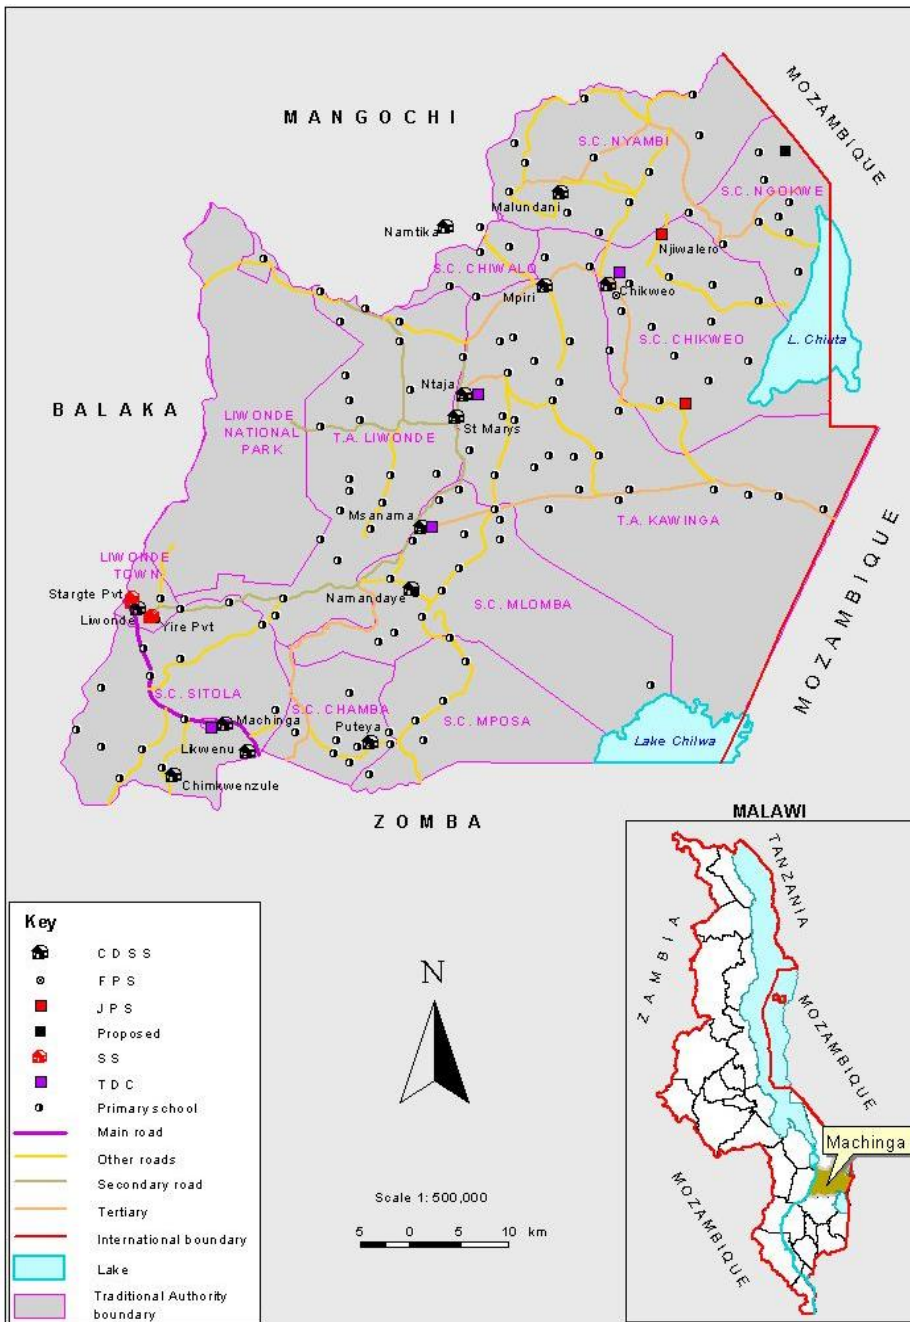 MANGOCHI
MOZAMBIQUE
S.C. NYAMBI
S.C. NGOKWE
Malundani
Namtika
Njiwalero
S.C. CHIWALO
Mpiri
Chikweo
S.C. CHIKWEO
L. Chiuta
BALAKA
Ntaja
LIWONDE
NATIONAL
PARK
T.A. LIWONDE
St Marys
Msanama
T.A. KAWINGA
MOZAMBIQUE
LIWONDE
TOWN
Stargte Pvt
Liwonde
Yire Pvt
Namandaye
S.C. MLOMBA
S.C. SITOLA
S.C. CHAMBA
S.C. MPOSA
Machinga
Puteya
Lake Chilwa
Likwenu
Chimkwenzule
ZOMBA
MALAWI
TANZANIA
ZAMBIA
MOZAMBIQUE
Machinga
MOZAMBIQUE
Key
CDSS
FPS
JPS
Proposed
SS
TDC
Primary school
Main road
Other roads
Secondary road
Tertiary
International boundary
Lake
Traditional Authority
boundary
N
Scale 1: 500,000
5 0 5 10 km